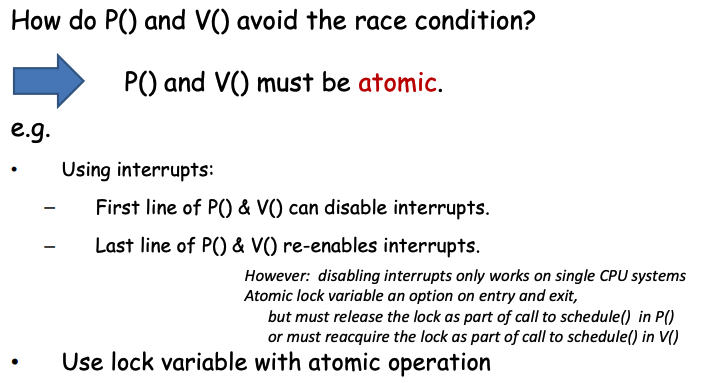 How do P() and V() avoid the race condition?
P() and V() must be atomic.
e.g.
• Using interrupts:
– First line of P() & V() can disable interrupts.
– Last line of P() & V() re-enables interrupts.
However: disabling interrupts only works on single CPU systems
Atomic lock variable an option on entry and exit,
but must release the lock as part of call to schedule() in P()
or must reacquire the lock as part of call to schedule() in V()
• Use lock variable with atomic operation